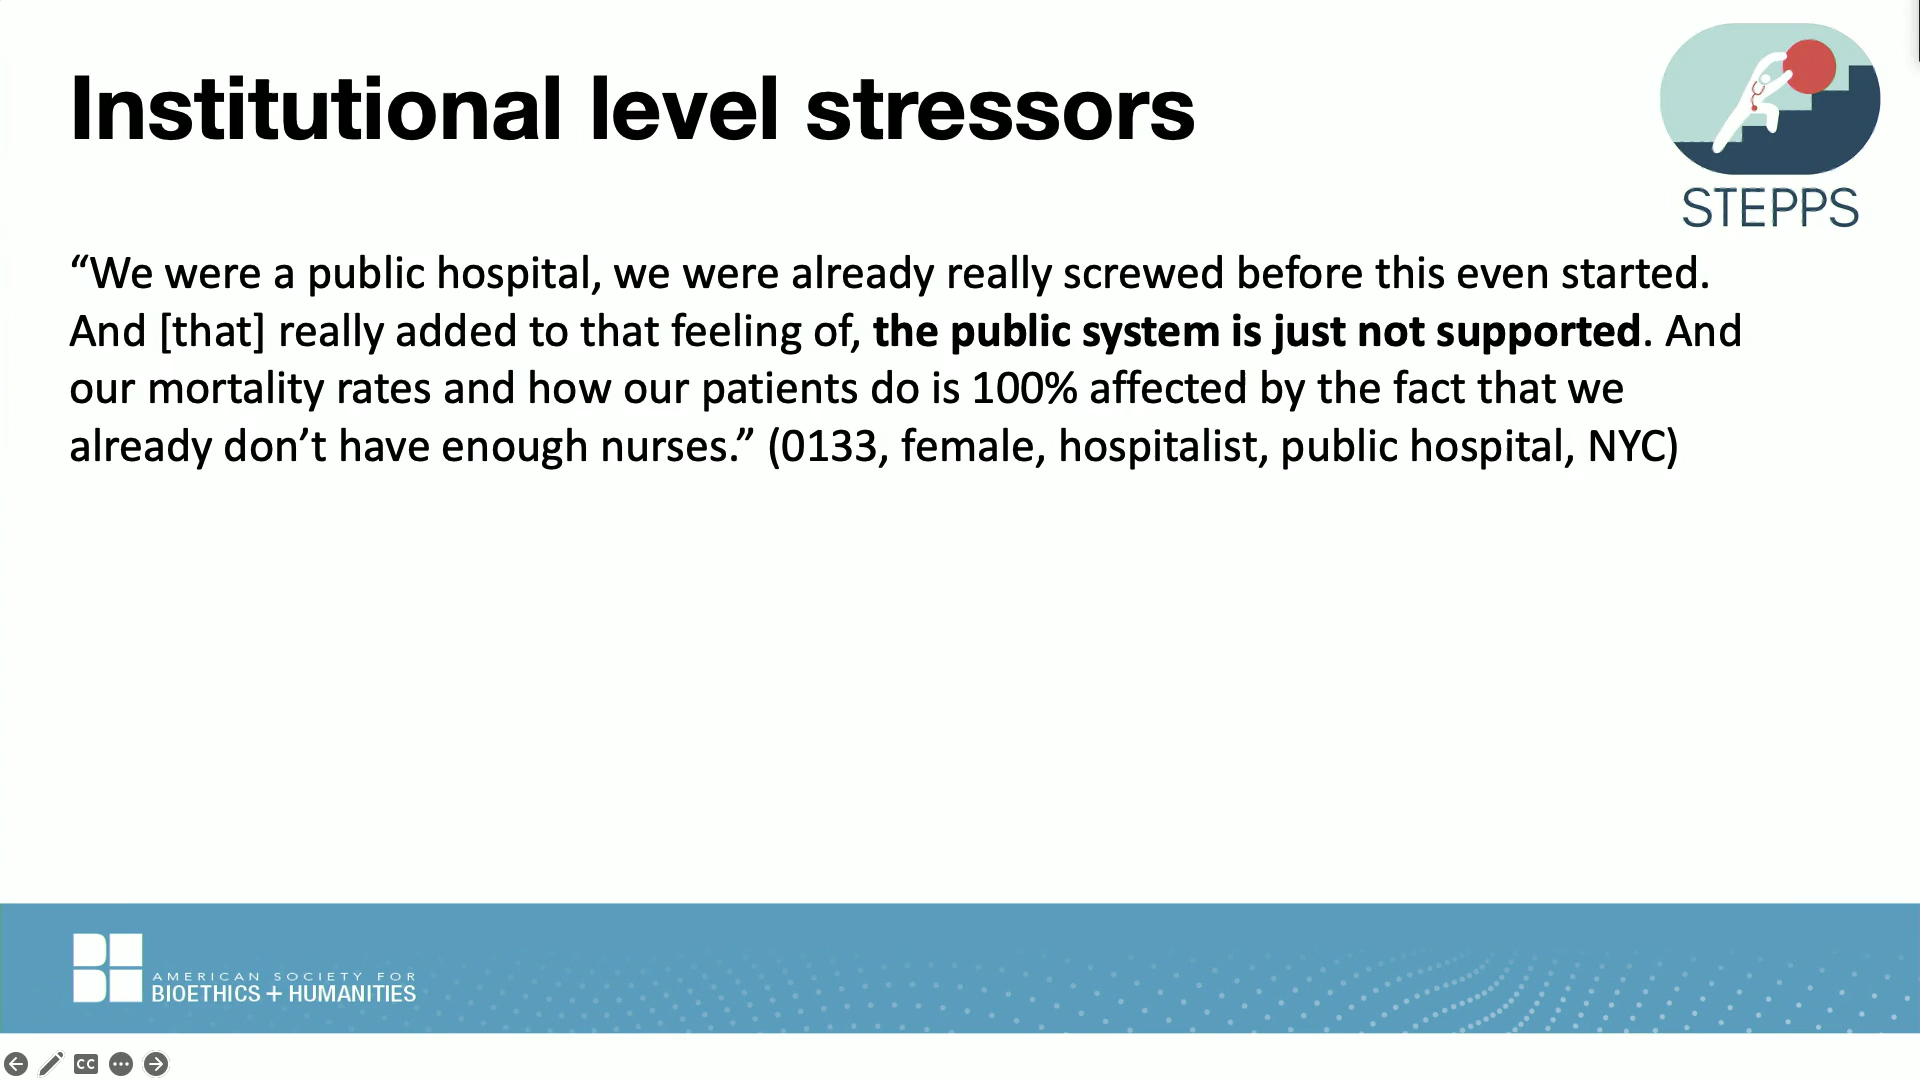 Institutional level stressors
STEPPS
“We were a public hospital, we were already really screwed before this even started.
And [that] really added to that feeling of, the public system is just not supported. And
our mortality rates and how our patients do is 100% affected by the fact that we
already don’t have enough nurses.” (0133, female, hospitalist, public hospital, NYC)
AMERICAN SOCIETY FOR
BIOETHICS + HUMANITIES
CC